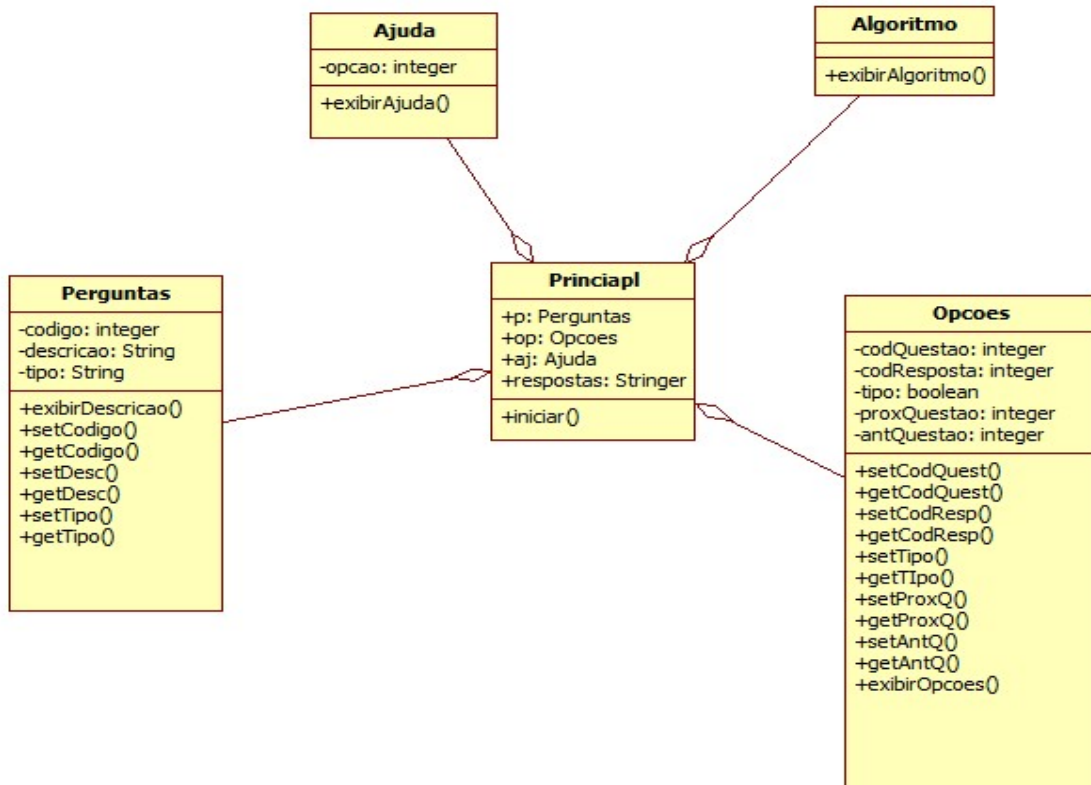 Ajuda
-opcao: integer
+exibirAjuda()
Algoritmo
+exibirAlgoritmo()
Perguntas
-codigo: integer
-descricao: String
-tipo: String
+exibirDescricao()
+setCodigo()
+getCodigo()
+setDesc()
+getDesc()
+setTipo()
+getTipo()
Princiapl
+p: Perguntas
+op: Opcoes
+aj: Ajuda
+respostas: Stringer
+iniciar()
Opcoes
-codQuestao: integer
-codResposta: integer
-tipo: boolean
-proxQuestao: integer
-antQuestao: integer
+setCodQuest()
+getCodQuest()
+setCodResp()
+getCodResp()
+setTipo()
+getTIpo()
+setProxQ()
+getProxQ()
+setAntQ()
+getAntQ()
+exibirOpcoes()